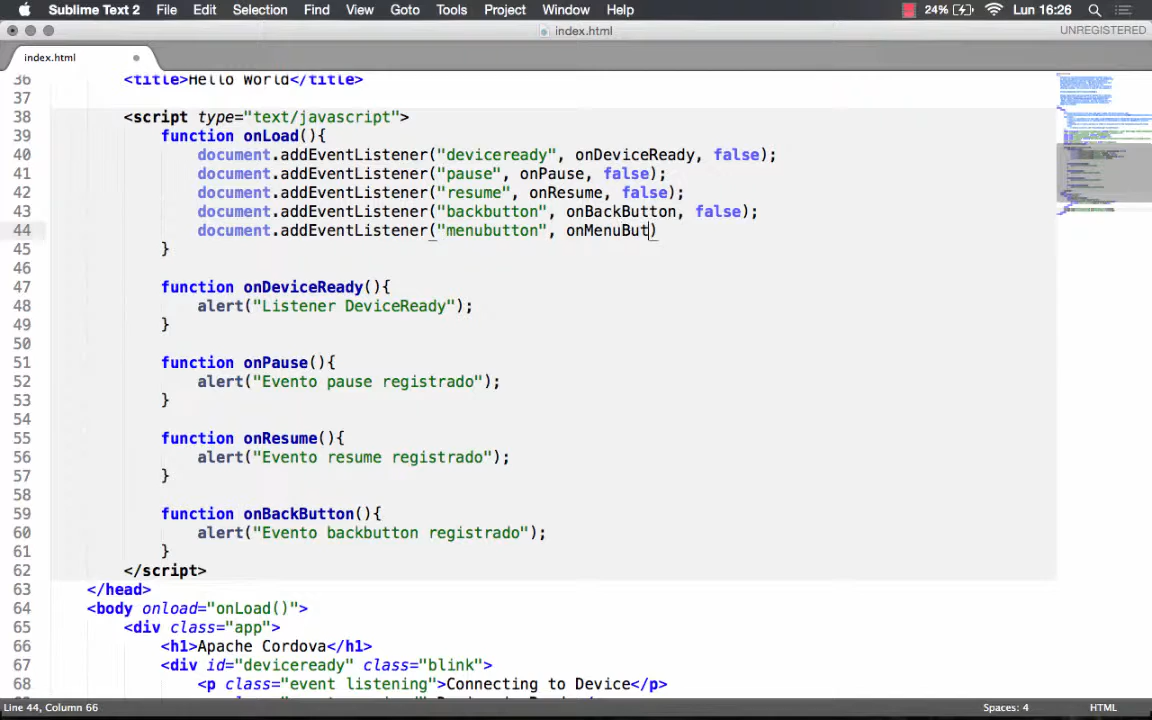 Sublime Text 2 File Edit Selection Find View Goto Tools Project Window Help 24% Lun 16:26
index.html UNREGISTERED
index.html
36 <title>Hello World</title>
37
38 <script type="text/javascript">
39 function onLoad(){
40 document.addEventListener("deviceready", onDeviceReady, false);
41 document.addEventListener("pause", onPause, false);
42 document.addEventListener("resume", onResume, false);
43 document.addEventListener("backbutton", onBackButton, false);
44 document.addEventListener("menubutton", onMenuBut)
45 }
46
47 function onDeviceReady(){
48 alert("Listener DeviceReady");
49 }
50
51 function onPause(){
52 alert("Evento pause registrado");
53 }
54
55 function onResume(){
56 alert("Evento resume registrado");
57 }
58
59 function onBackButton(){
60 alert("Evento backbutton registrado");
61 }
62 </script>
63 </head>
64 <body onload="onLoad()">
65 <div class="app">
66 <h1>Apache Cordova</h1>
67 <div id="deviceready" class="blink">
68 <p class="event listening">Connecting to Device</p>
Line 44, Column 66 Spaces: 4 HTML